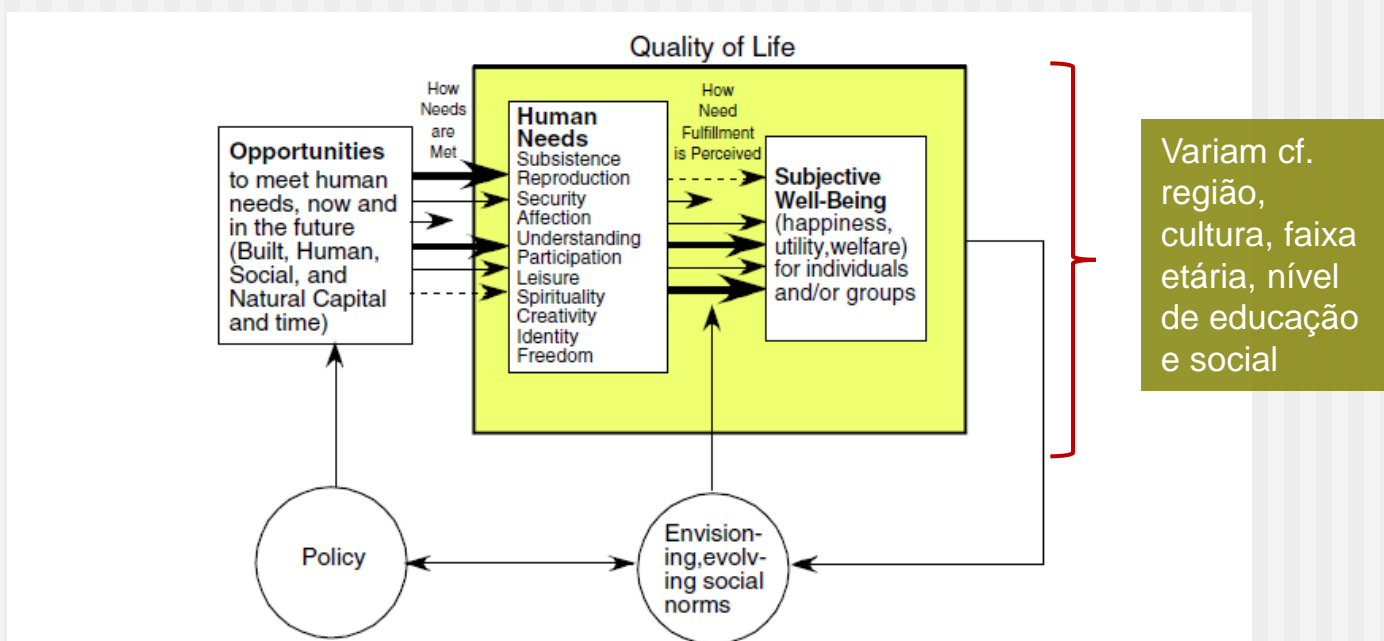 Quality of Life
How
Needs
are
Met
Opportunities
to meet human
needs, now and
in the future
(Built, Human,
Social, and
Natural Capital
and time)
Human
Needs
Subsistence
Reproduction
Security
Affection
Understanding
Participation
Leisure
Spirituality
Creativity
Identity
Freedom
How
Need
Fulfillment
is Perceived
Subjective
Well-Being
(happiness,
utility,welfare)
for individuals
and/or groups
Variam cf.
região,
cultura, faixa
etária, nível
de educação
e social
Policy
Envision-
ing,evolv-
ing social
norms